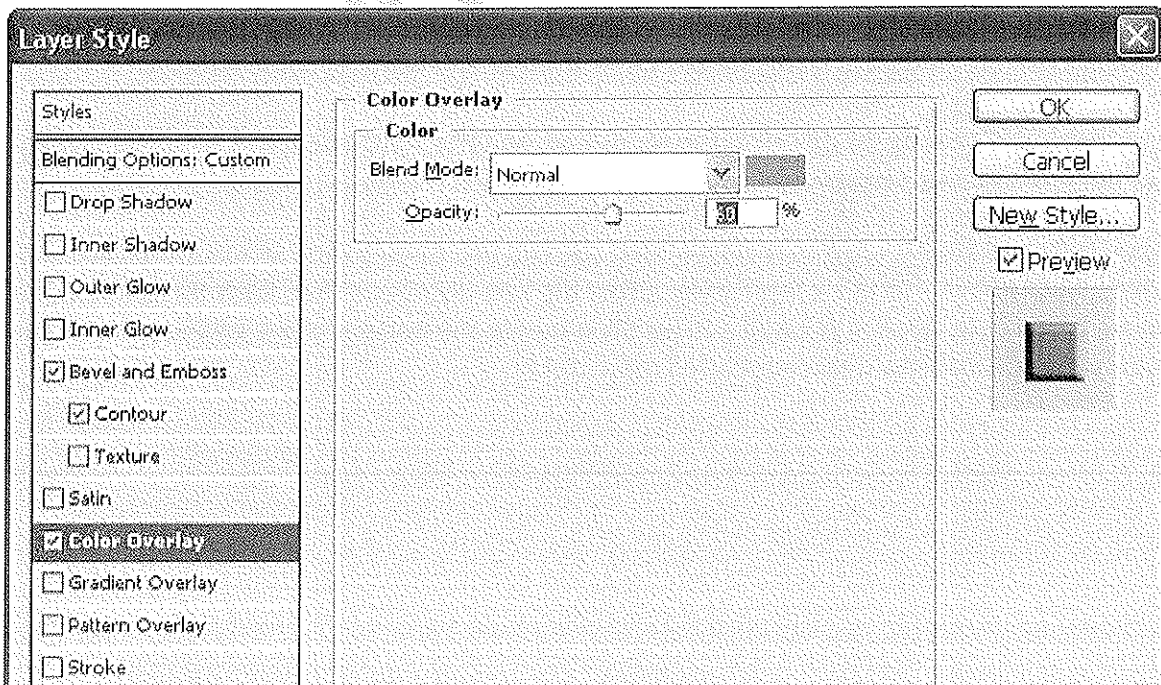 Layer Style
Styles
Blending Options: Custom
Drop Shadow
Inner Shadow
Outer Glow
Inner Glow
Bevel and Emboss
Contour
Texture
Satin
Color Overlay
Gradient Overlay
Pattern Overlay
Stroke
Color Overlay
Color
Blend Mode: Normal
Opacity: %
OK
Cancel
New Style...
Preview